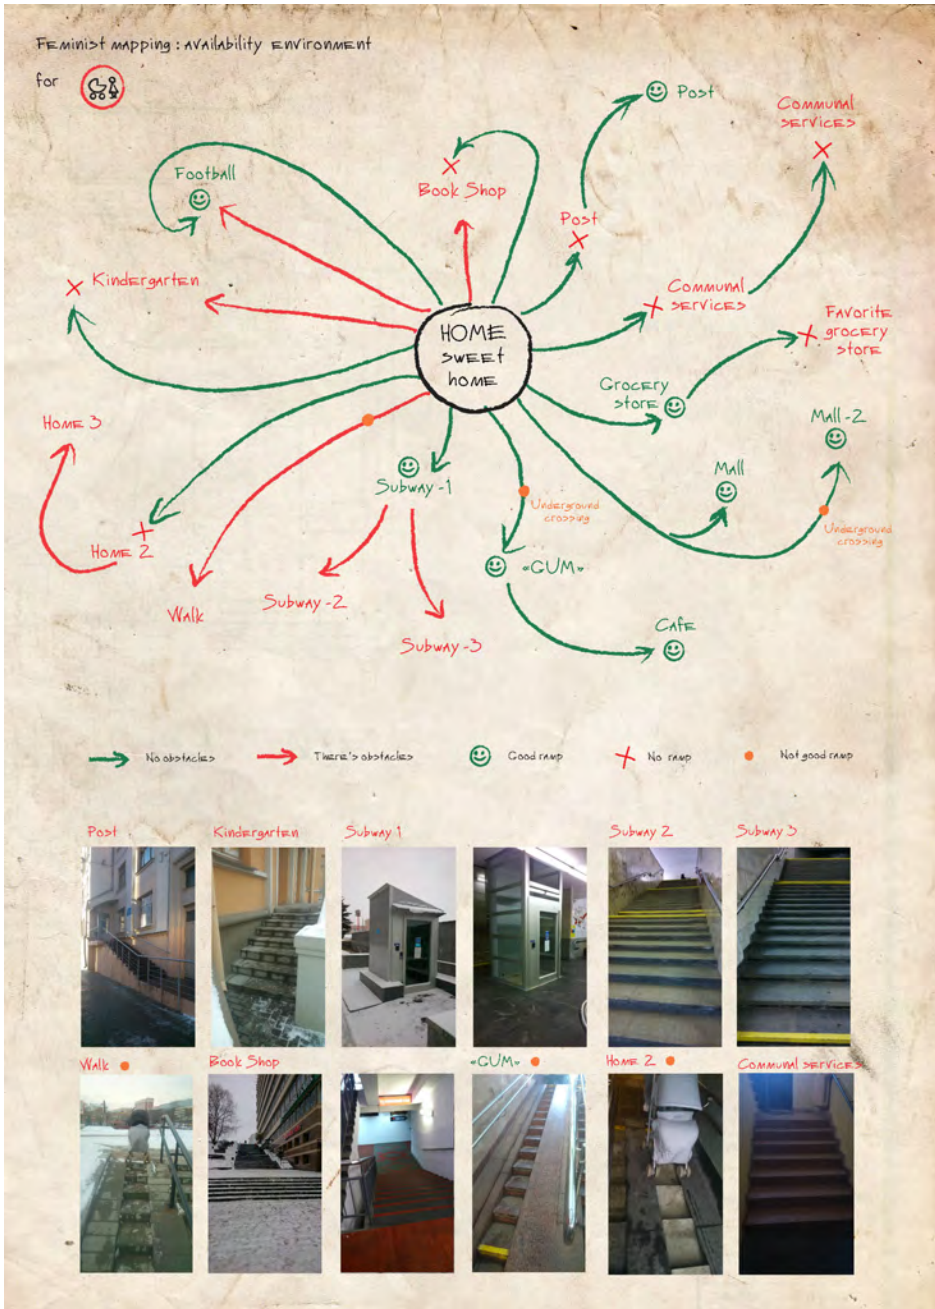 Feminist mapping : availability environment
for
Football
Book Shop
Post
Post
Communal
services
Kindergarten
Communal
services
Favorite
grocery
store
HOME
sweet
home
Grocery
store
Home 3
Mall-2
Subway-1
Mall
Underground
crossing
Underground
crossing
Home 2
«GUM»
Walk
Subway-2
Subway-3
Cafe
No obstacles
There's obstacles
Good ramp
No ramp
Not good ramp
Post
Kindergarten
Subway 1
Subway 2
Subway 3
Walk
Book Shop
«GUM»
Home 2
Communal services